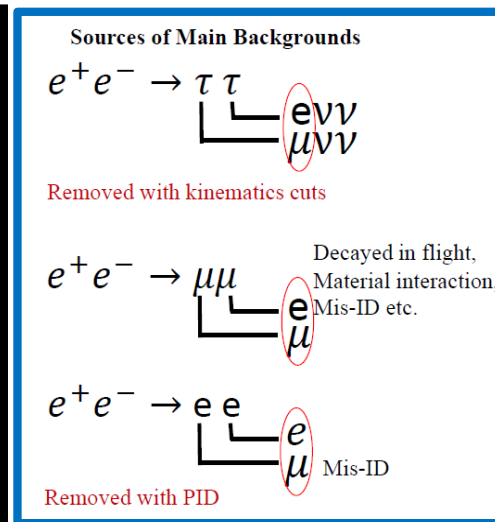 Sources of Main Backgrounds
e⁺e⁻ → τ τ
eνν
μνν
Removed with kinematics cuts
Decayed in flight,
e⁺e⁻ → μμ Material interaction,
e Mis-ID etc.
μ
e⁺e⁻ → e e
e
μ Mis-ID
Removed with PID